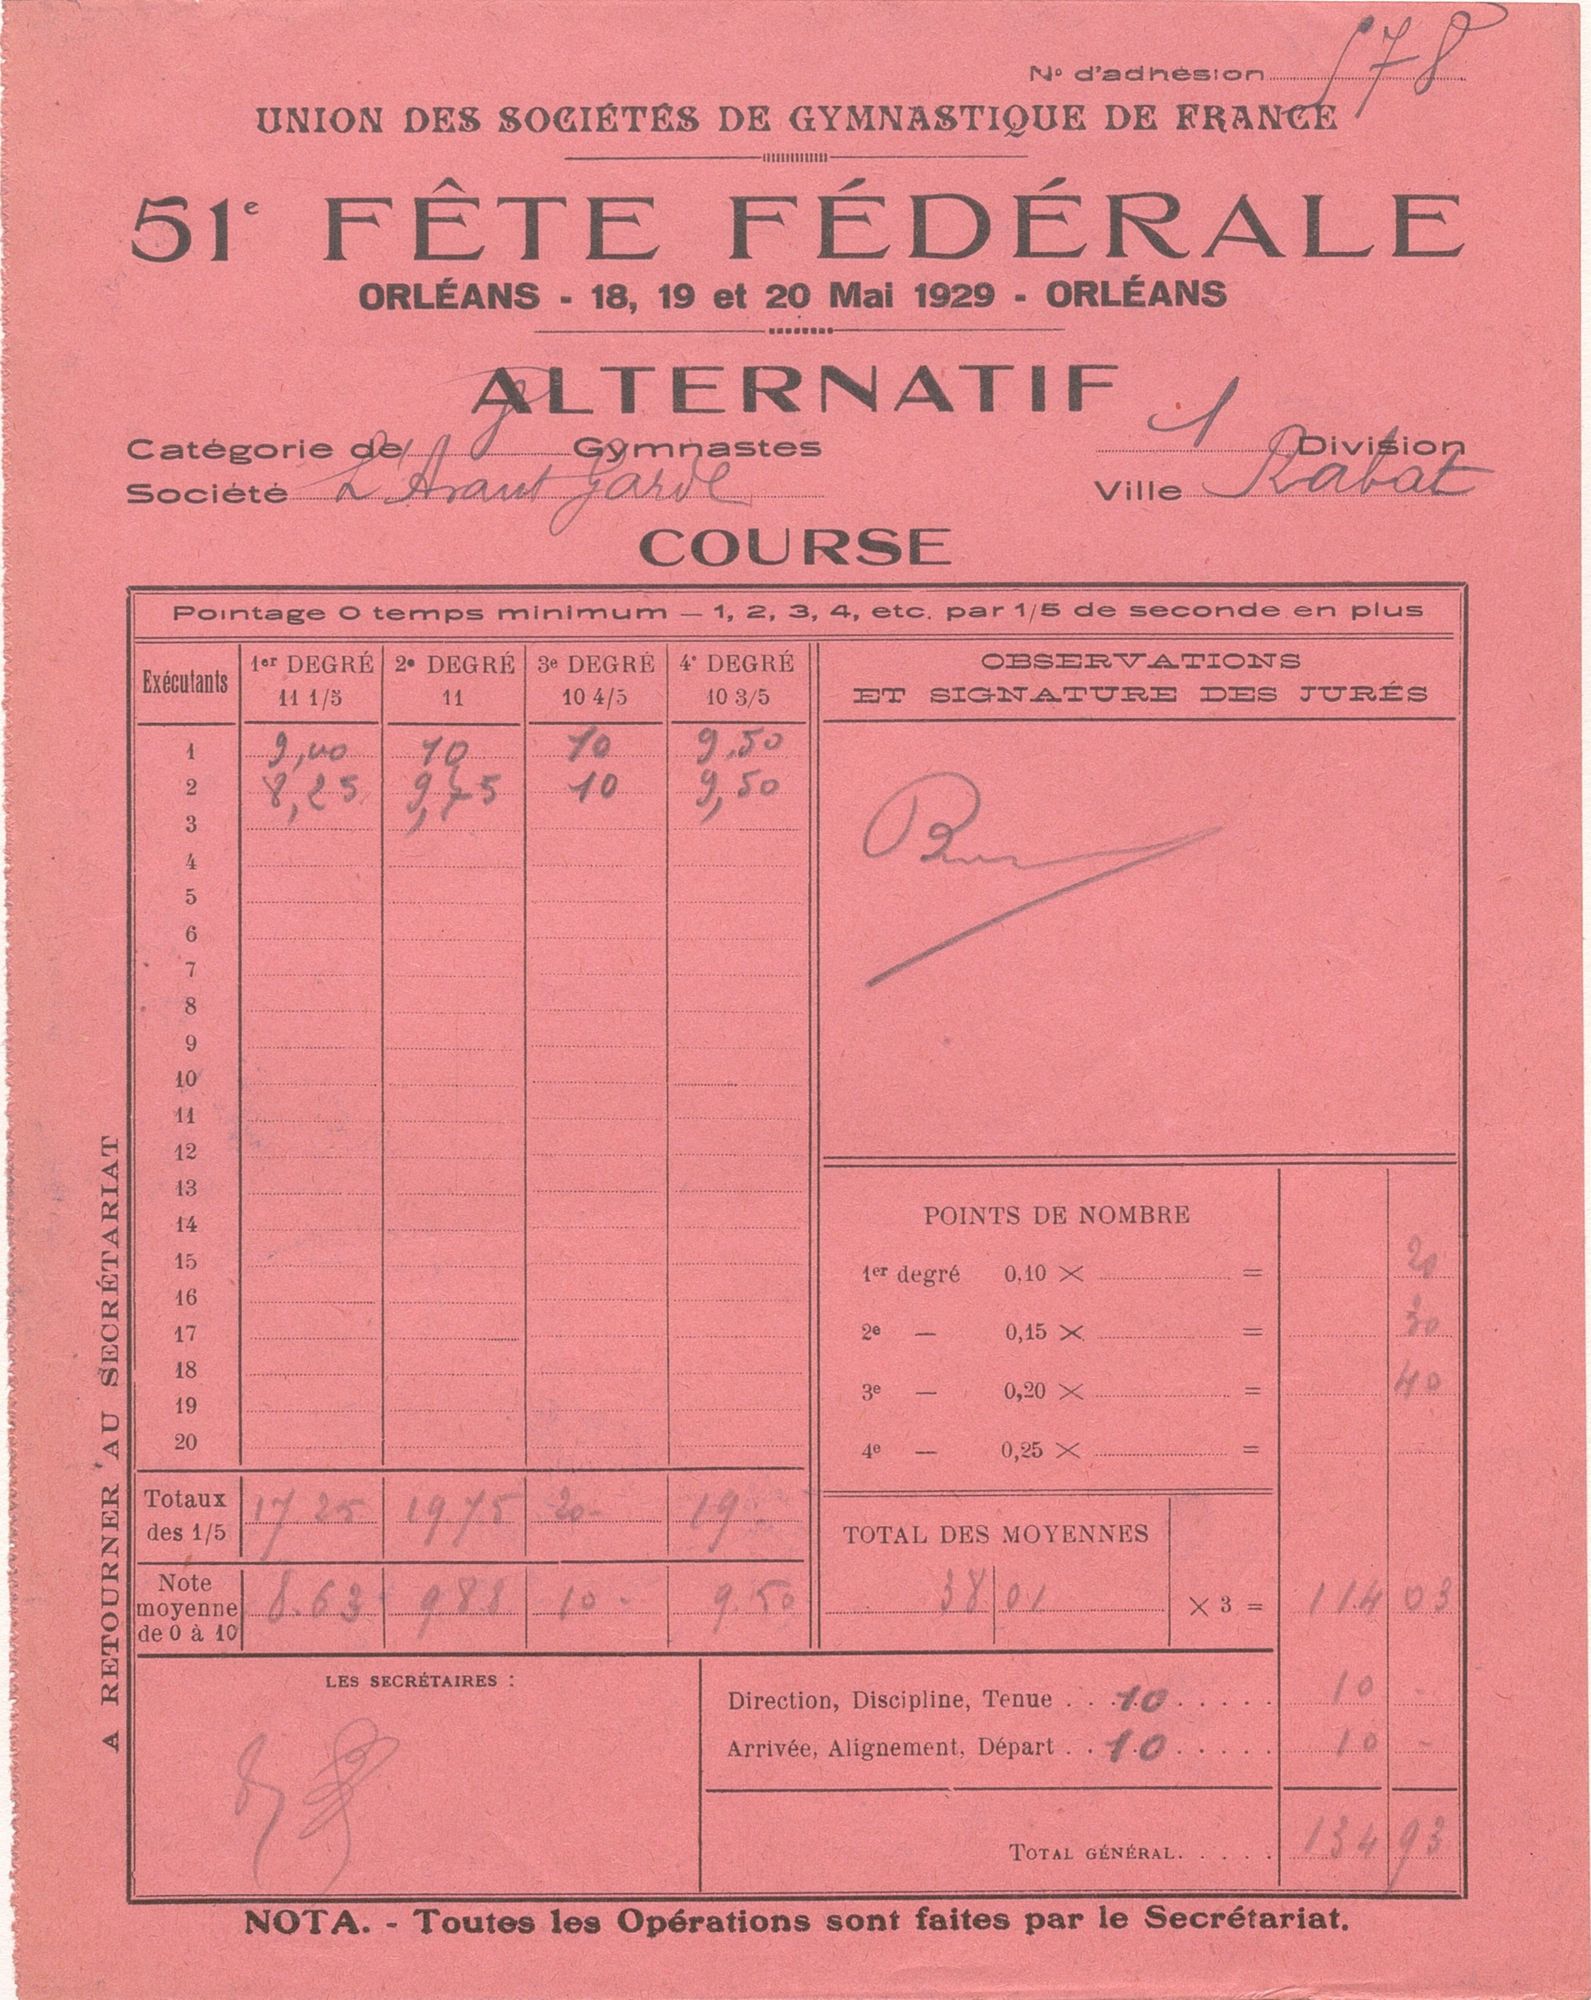 N° d'adhésion 578
UNION DES SOCIÉTÉS DE GYMNASTIQUE DE FRANCE
51e FÊTE FÉDÉRALE
ORLÉANS - 18, 19 et 20 Mai 1929 - ORLÉANS
ALTERNATIF
Catégorie de Gymnastes 1 Division
Société L'Avant Garde Ville Rabat
COURSE
Pointage 0 temps minimum — 1, 2, 3, 4, etc. par 1/5 de seconde en plus
Exécutants 1er DEGRÉ 2e DEGRÉ 3e DEGRÉ 4e DEGRÉ
11 1/5 11 10 4/5 10 3/5
OBSERVATIONS
ET SIGNATURE DES JURÉS
1 9,00 10 10 9,50
2 8,25 9,75 10 9,50
3
4
5
6
7
8
9
10
11
12
13
14
15
16
17
18
19
20
Totaux des 1/5 17 25 19 75 20 - 19 -
Note moyenne de 0 à 10 8.63 9 88 10 - 9.50
POINTS DE NOMBRE
1er degré 0,10 × = 20
2e — 0,15 × = 30
3e — 0,20 × = 40
4e — 0,25 × =
TOTAL DES MOYENNES
38 01 × 3 = 114 03
LES SECRÉTAIRES :
Direction, Discipline, Tenue . . 10 . . . . . 10 -
Arrivée, Alignement, Départ . . 10 . . . . . 10 -
TOTAL GÉNÉRAL. . . . . 134 93
NOTA. - Toutes les Opérations sont faites par le Secrétariat.
A RETOURNER AU SECRÉTARIAT